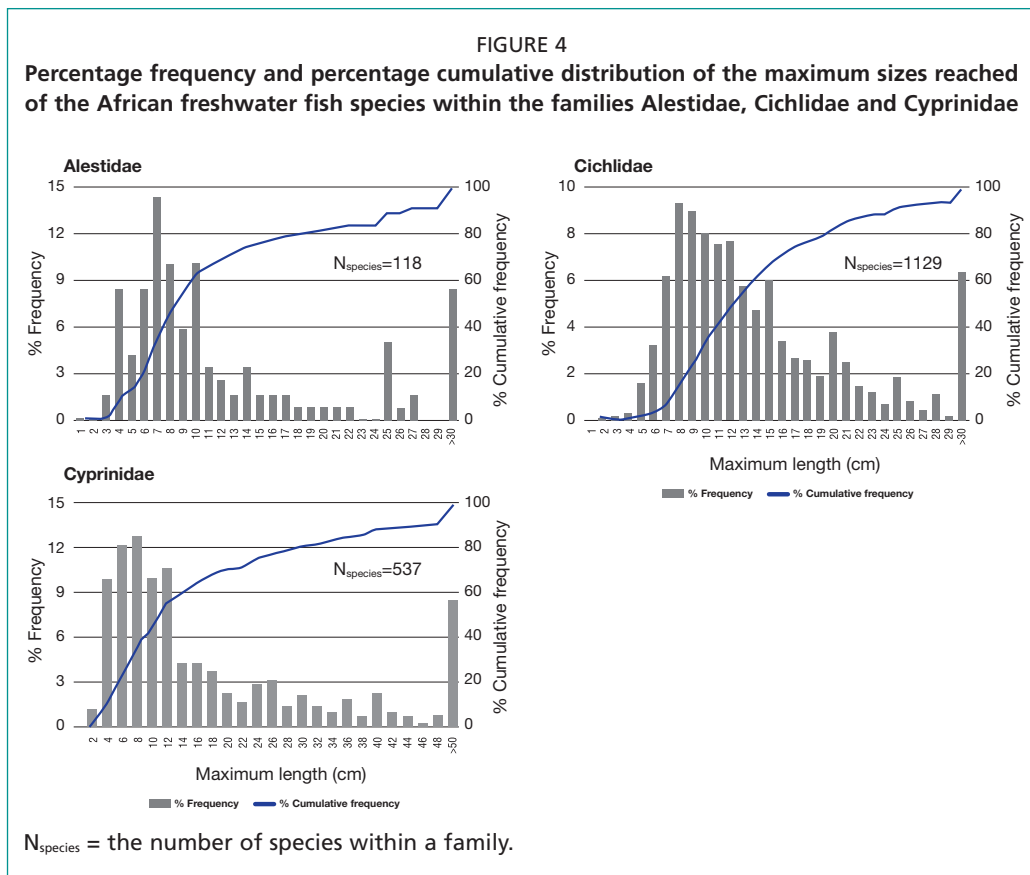 FIGURE 4
Percentage frequency and percentage cumulative distribution of the maximum sizes reached
of the African freshwater fish species within the families Alestidae, Cichlidae and Cyprinidae
Alestidae
15
12
9
6
3
0
% Frequency
100
80
60
40
20
0
% Cumulative frequency
N_species=118
1 2 3 4 5 6 7 8 9 10 11 12 13 14 15 16 17 18 19 20 21 22 23 24 25 26 27 28 29 >30
Cichlidae
10
8
6
4
2
0
% Frequency
100
80
60
40
20
0
% Cumulative frequency
N_species=1129
1 2 3 4 5 6 7 8 9 10 11 12 13 14 15 16 17 18 19 20 21 22 23 24 25 26 27 28 29 >30
Maximum length (cm)
% Frequency % Cumulative frequency
Cyprinidae
15
12
9
6
3
0
% Frequency
100
80
60
40
20
0
% Cumulative frequency
N_species=537
2 4 6 8 10 12 14 16 18 20 22 24 26 28 30 32 34 36 38 40 42 44 46 48 >50
Maximum length (cm)
% Frequency % Cumulative frequency
N_species = the number of species within a family.